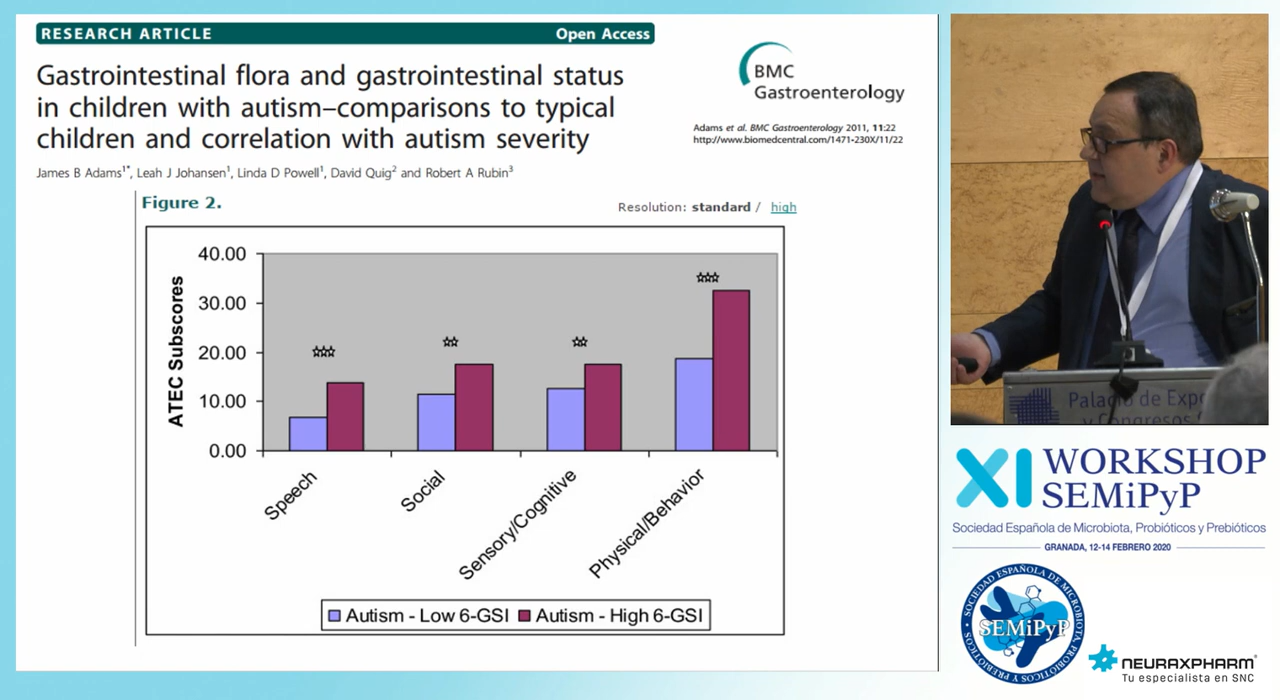 RESEARCH ARTICLE
Open Access
Gastrointestinal flora and gastrointestinal status
in children with autism–comparisons to typical
children and correlation with autism severity
BMC
Gastroenterology
Adams et al. BMC Gastroenterology 2011, 11:22
http://www.biomedcentral.com/1471-230X/11/22
James B Adams1*, Leah J Johansen1, Linda D Powell1, David Quig2 and Robert A Rubin3
Figure 2.
Resolution: standard / high
ATEC Subscores
40.00
30.00
20.00
10.00
0.00
Speech
Social
Sensory/Cognitive
Physical/Behavior
Autism - Low 6-GSI
Autism - High 6-GSI
Palacio de Expo
y Congresos
XI WORKSHOP
SEMiPyP
Sociedad Española de Microbiota, Probióticos y Prebióticos
GRANADA, 12-14 FEBRERO 2020
SOCIEDAD ESPAÑOLA DE MICROBIOTA PROBIÓTICOS Y PREBIÓTICOS
SEMiPyP
NEURAXPHARM
Tu especialista en SNC